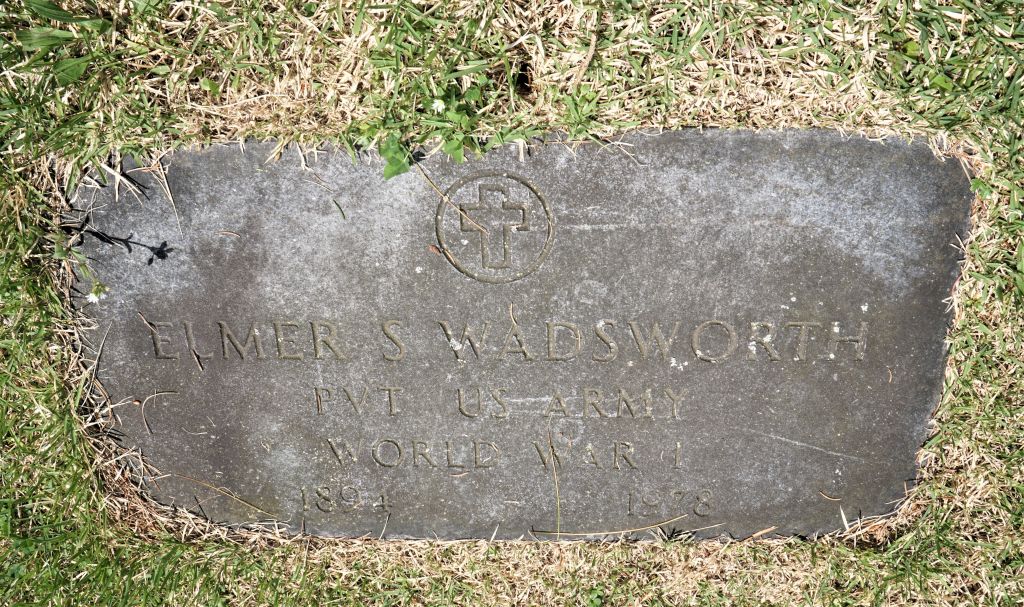 ELMER S WADSWORTH
PVT US ARMY
WORLD WAR I
1894 - 1978